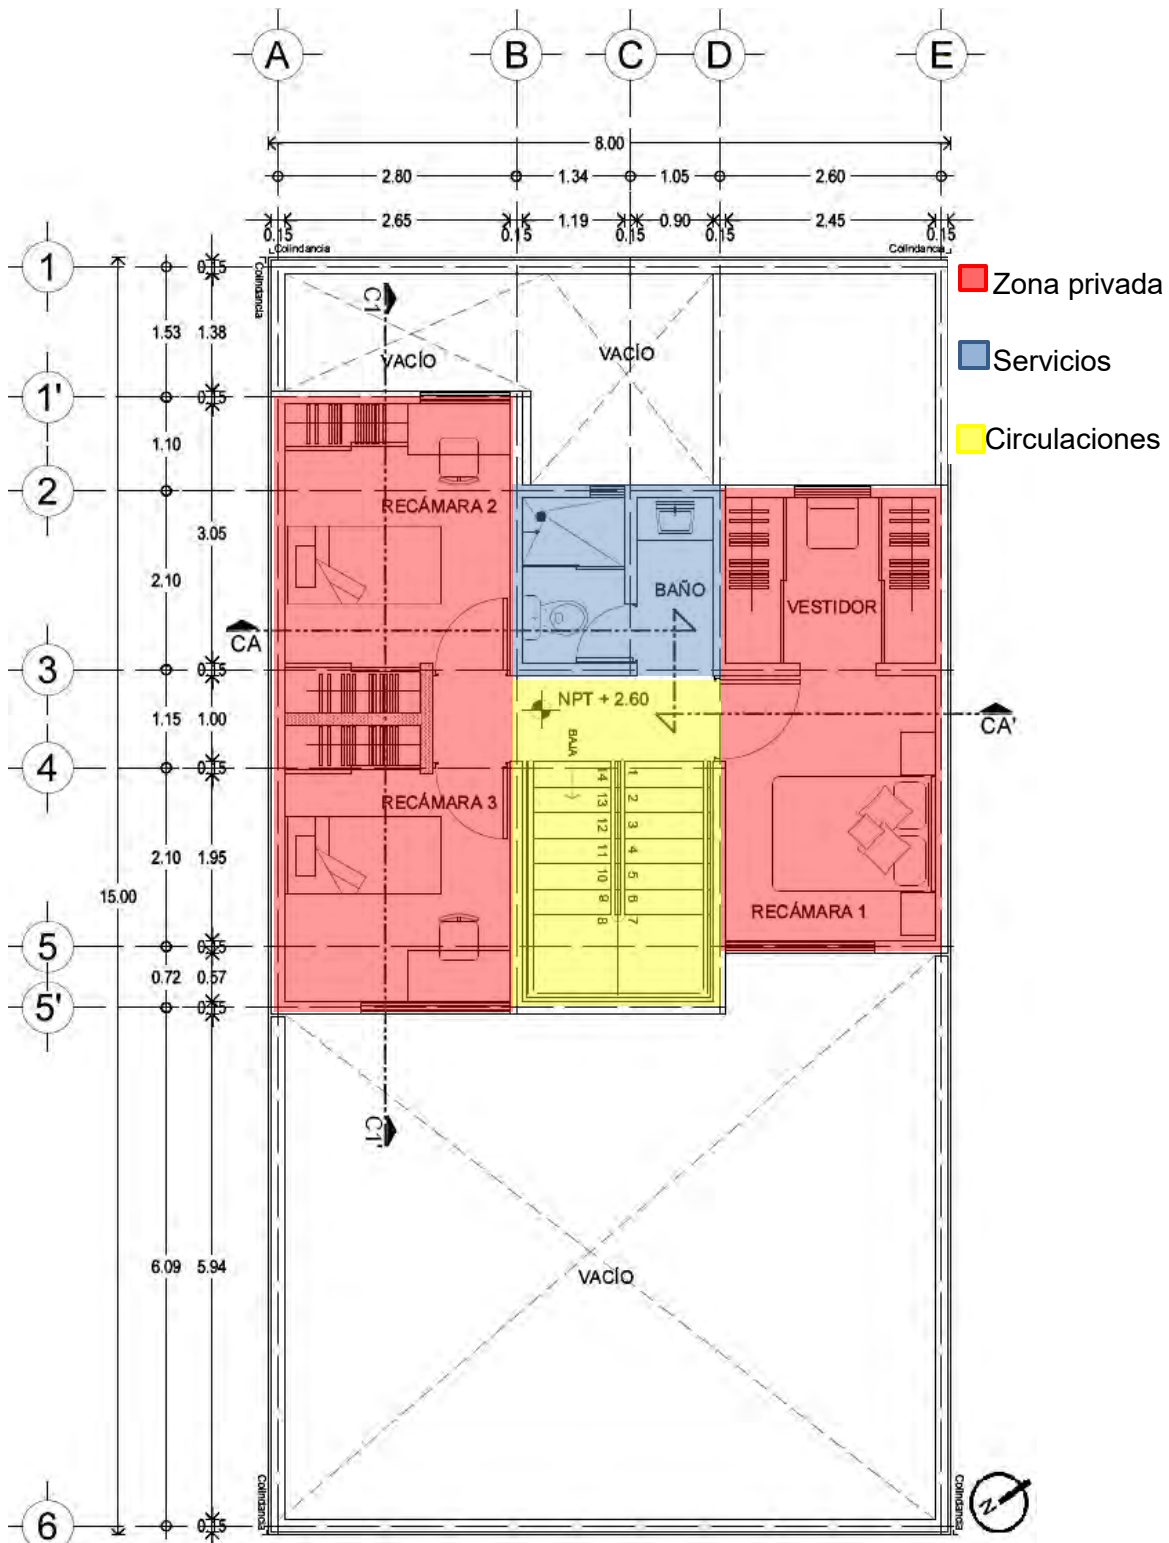 A B C D E
8.00
2.80 1.34 1.05 2.60
2.65 1.19 0.90 2.45
0.15 0.15 0.15 0.15 0.15
Colindancia Colindancia
Colindancia
1 0.15
Zona privada
C1
1.53 1.38
VACÍO VACÍO
Servicios
1' 0.15
1.10
Circulaciones
2
RECÁMARA 2
3.05
2.10
BAÑO
VESTIDOR
CA
3 0.15
NPT + 2.60
1.15 1.00
CA'
BAJA
4 0.15
14 1
13 2
12 3
11 4
10 5
9 6
8 7
RECÁMARA 3
2.10 1.95
15.00
RECÁMARA 1
5 0.15
0.72 0.57
5' 0.15
C1'
6.09 5.94
VACÍO
Colindancia Colindancia
6 0.15
N